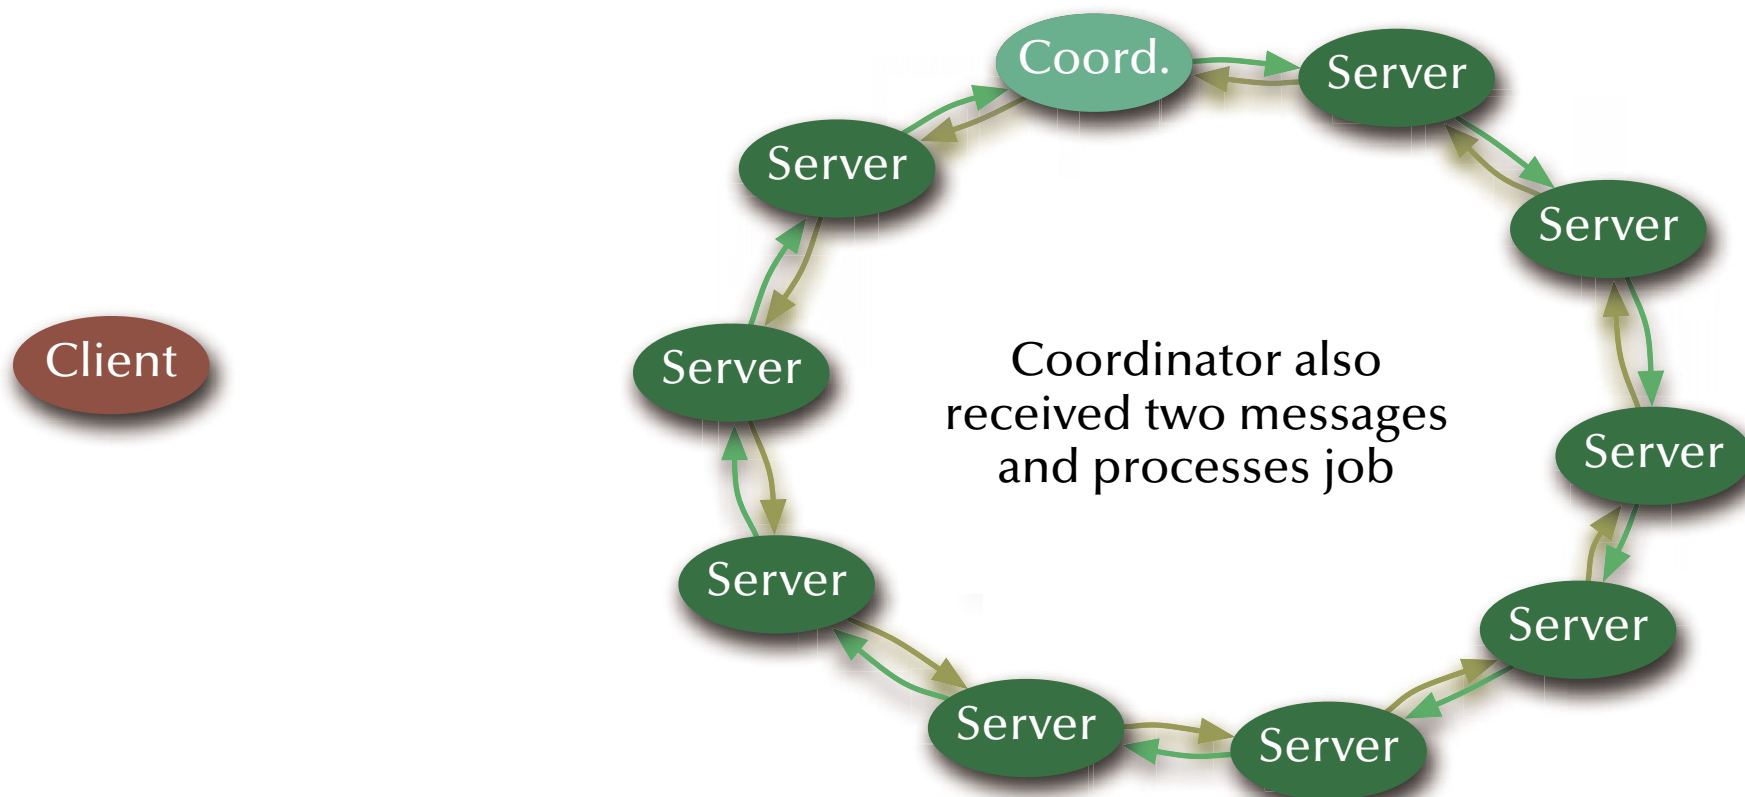 Coord.
Server
Server
Server
Server
Client
Server
Coordinator also
received two messages
and processes job
Server
Server
Server
Server
Server